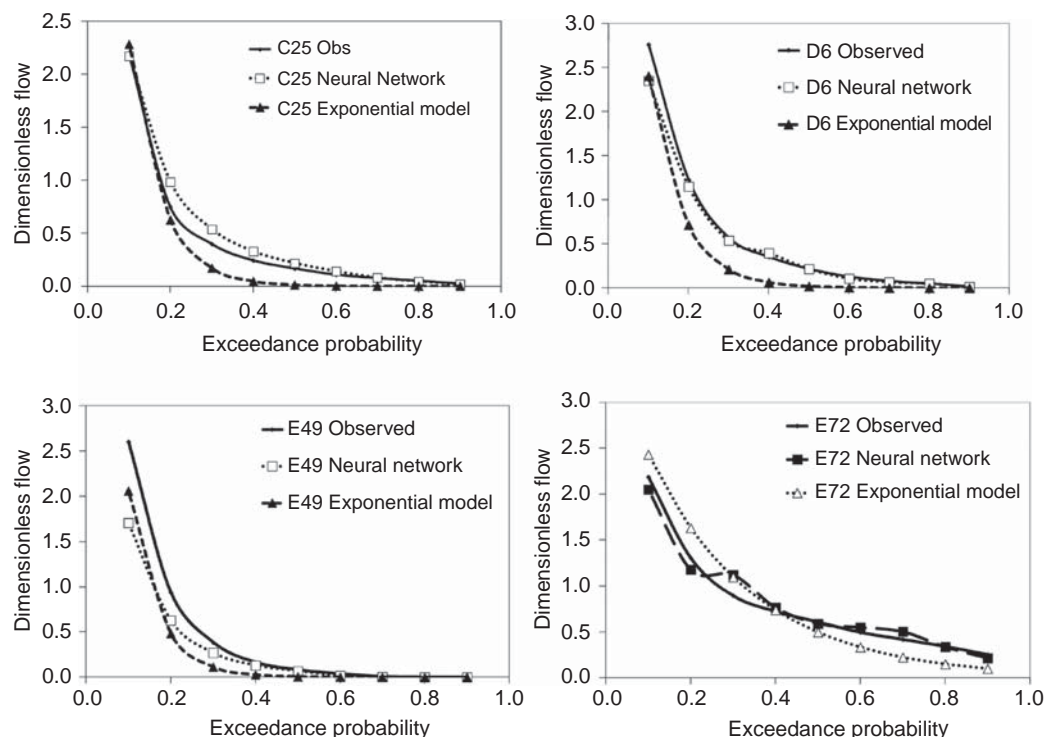 Dimensionless flow
2.5
2.0
1.5
1.0
0.5
0.0
C25 Obs
C25 Neural Network
C25 Exponential model
0.0 0.2 0.4 0.6 0.8 1.0
Exceedance probability
Dimensionless flow
3.0
2.5
2.0
1.5
1.0
0.5
0.0
D6 Observed
D6 Neural network
D6 Exponential model
0.0 0.2 0.4 0.6 0.8 1.0
Exceedance probability
Dimensionless flow
3.0
2.5
2.0
1.5
1.0
0.5
0.0
E49 Observed
E49 Neural network
E49 Exponential model
0.0 0.2 0.4 0.6 0.8 1.0
Exceedance probability
Dimensionless flow
3.0
2.5
2.0
1.5
1.0
0.5
0.0
E72 Observed
E72 Neural network
E72 Exponential model
0.0 0.2 0.4 0.6 0.8 1.0
Exceedance probability